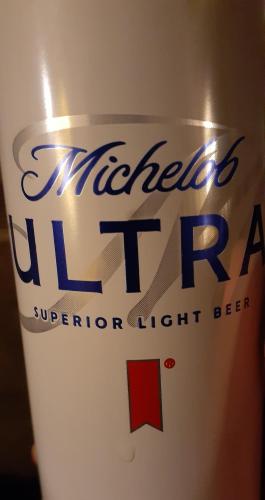 Michelob
ULTRA
SUPERIOR LIGHT BEER
®